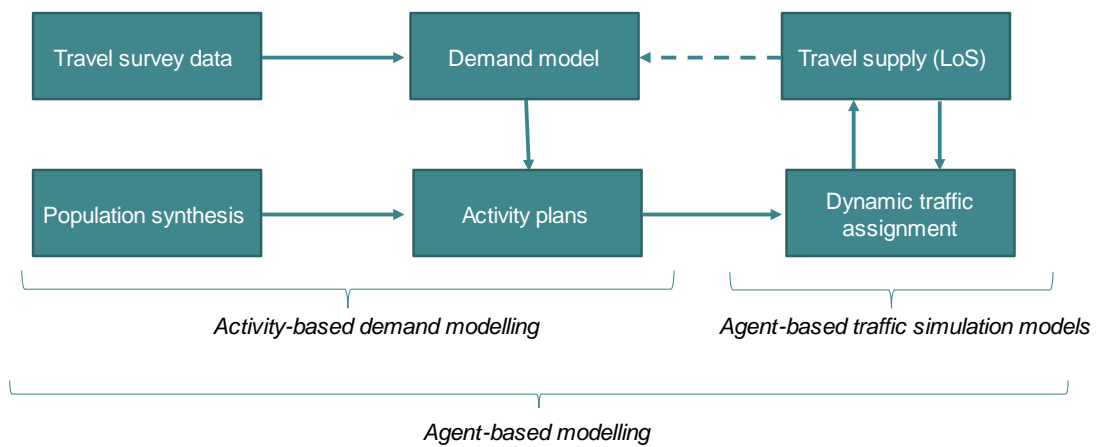 Travel survey data
Demand model
Travel supply (LoS)
Population synthesis
Activity plans
Dynamic traffic
assignment
Activity-based demand modelling
Agent-based traffic simulation models
Agent-based modelling